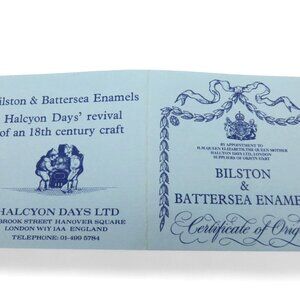 ilston & Battersea Enamels
Halcyon Days' revival
of an 18th century craft
HALCYON DAYS LTD
BROOK STREET HANOVER SQUARE
LONDON W1Y 1AA ENGLAND
TELEPHONE: 01-499 5784
BY APPOINTMENT TO
H.M. QUEEN ELIZABETH, THE QUEEN MOTHER
HALCYON DAYS LTD, LONDON
SUPPLIERS OF OBJETS D'ART
BILSTON
&
BATTERSEA ENAME
Certificate of Orig